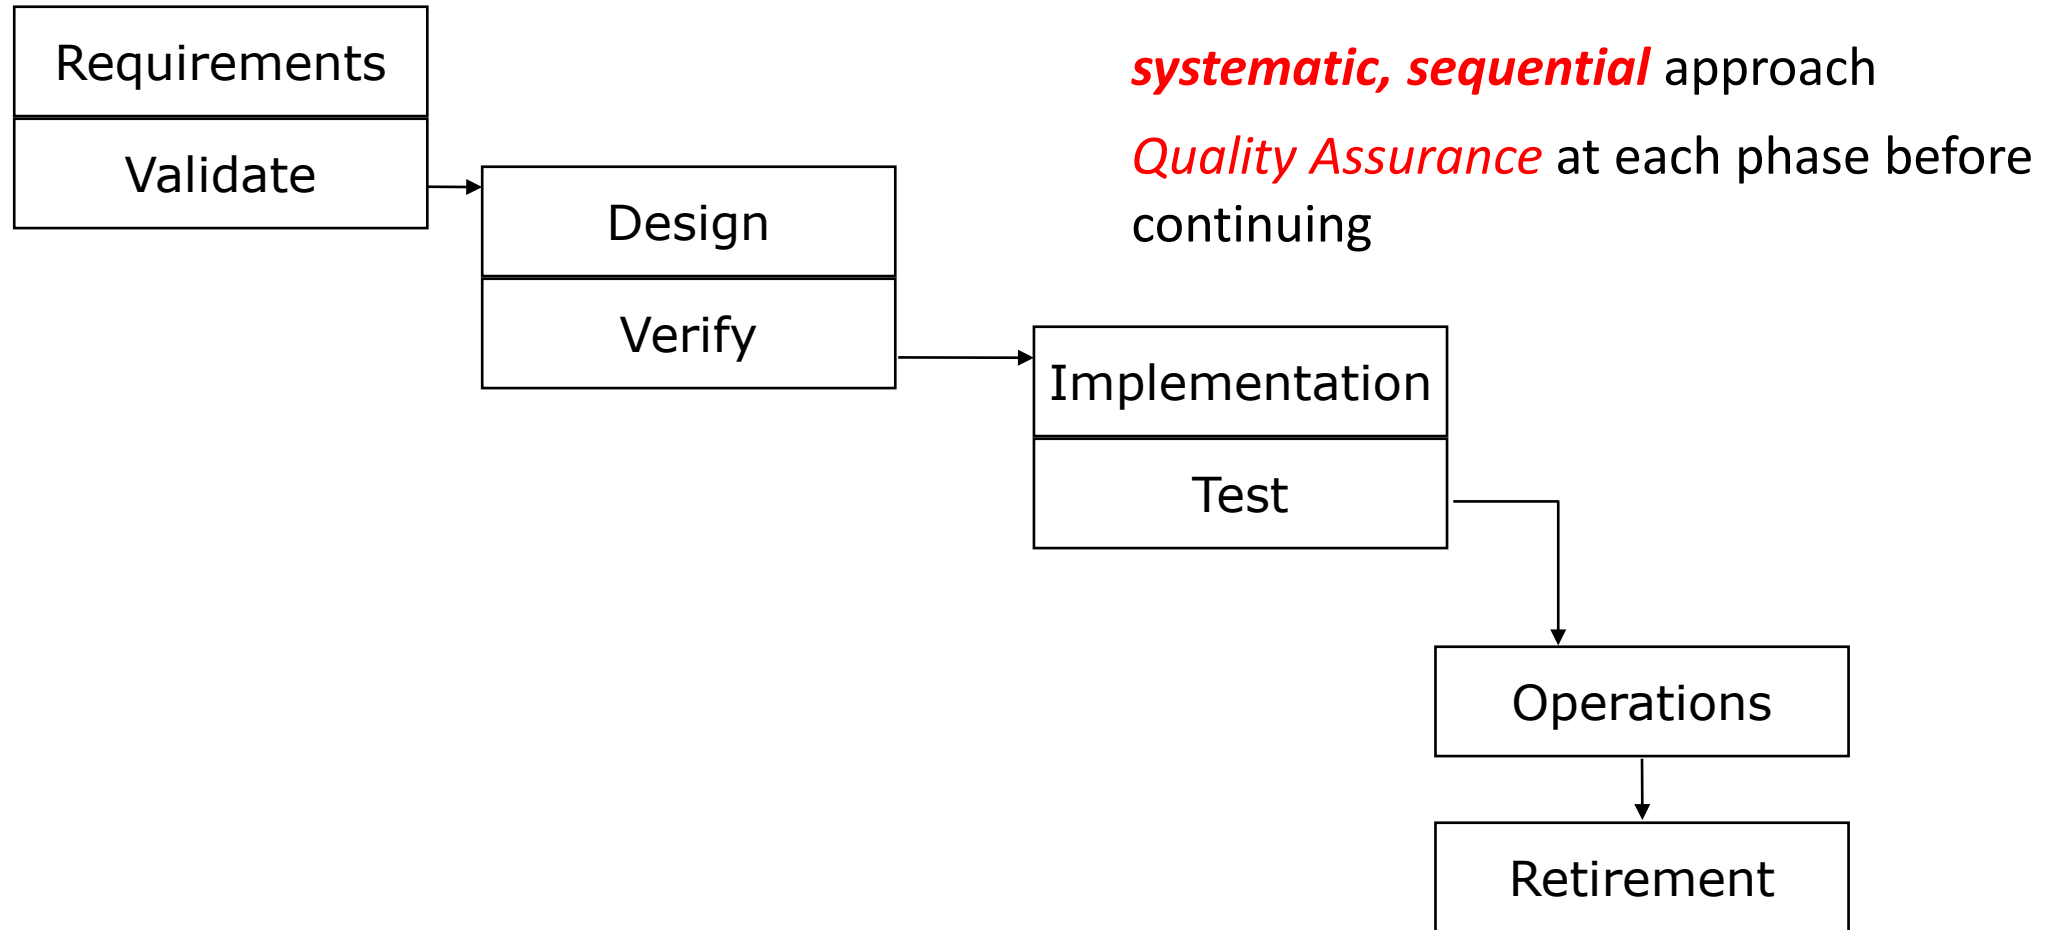 Requirements
Validate
systematic, sequential approach
Quality Assurance at each phase before
continuing
Design
Verify
Implementation
Test
Operations
Retirement